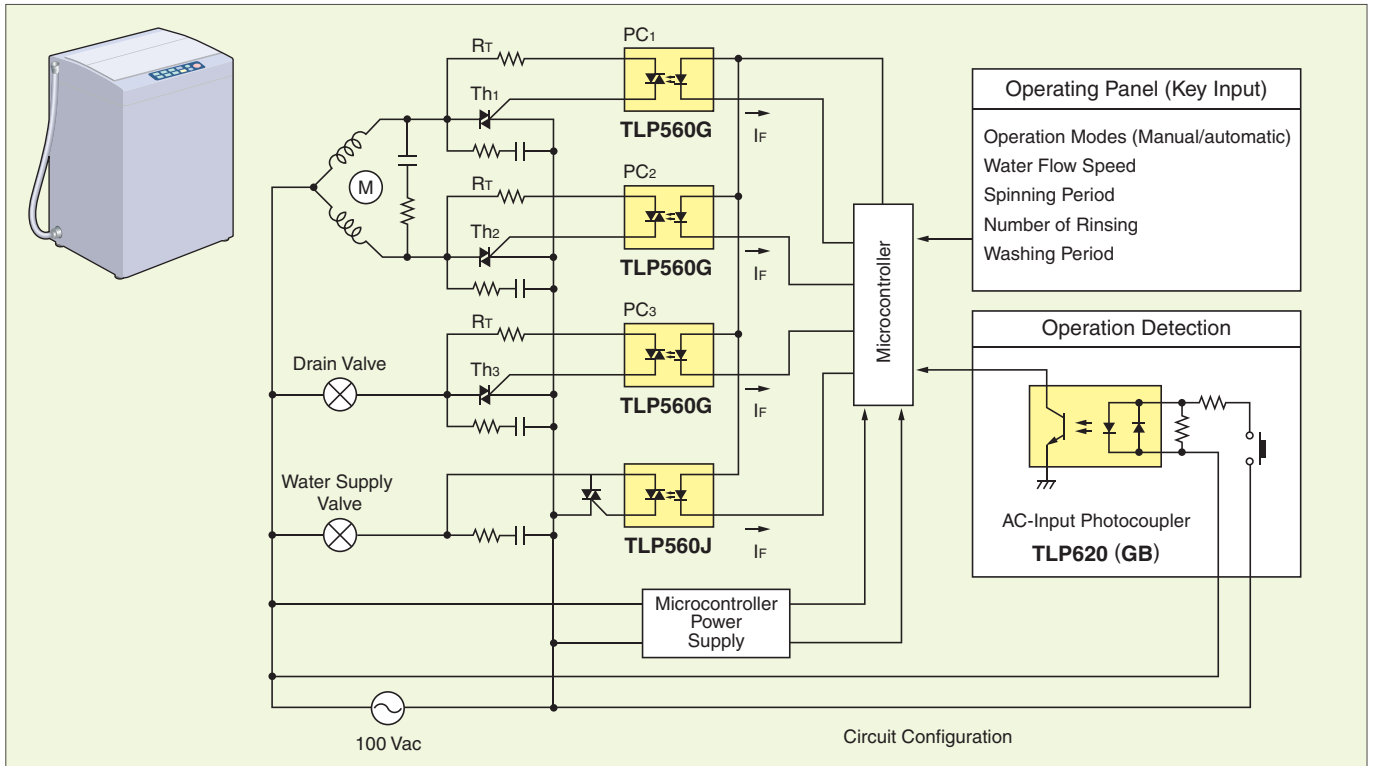 PC1
RT
Th1
TLP560G
IF
M
PC2
RT
Th2
TLP560G
IF
PC3
RT
Drain Valve
Th3
TLP560G
IF
Water Supply
Valve
TLP560J
IF
Microcontroller
Power
Supply
100 Vac
Microcontroller
Operating Panel (Key Input)
Operation Modes (Manual/automatic)
Water Flow Speed
Spinning Period
Number of Rinsing
Washing Period
Operation Detection
AC-Input Photocoupler
TLP620 (GB)
Circuit Configuration